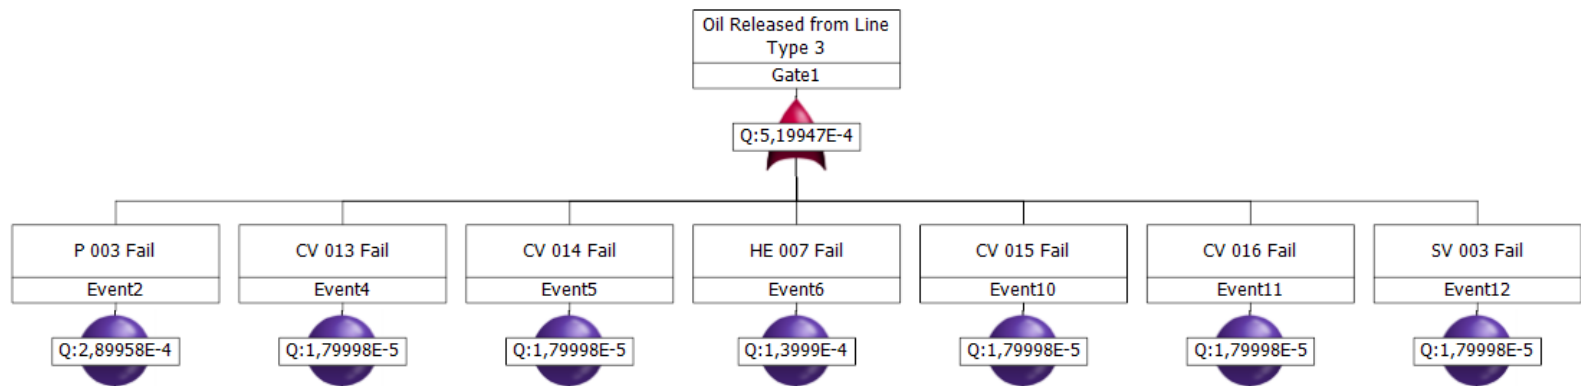 Oil Released from Line
Type 3
Gate1
Q:5,19947E-4
P 003 Fail
CV 013 Fail
CV 014 Fail
HE 007 Fail
CV 015 Fail
CV 016 Fail
SV 003 Fail
Event2
Event4
Event5
Event6
Event10
Event11
Event12
Q:2,89958E-4
Q:1,79998E-5
Q:1,79998E-5
Q:1,3999E-4
Q:1,79998E-5
Q:1,79998E-5
Q:1,79998E-5